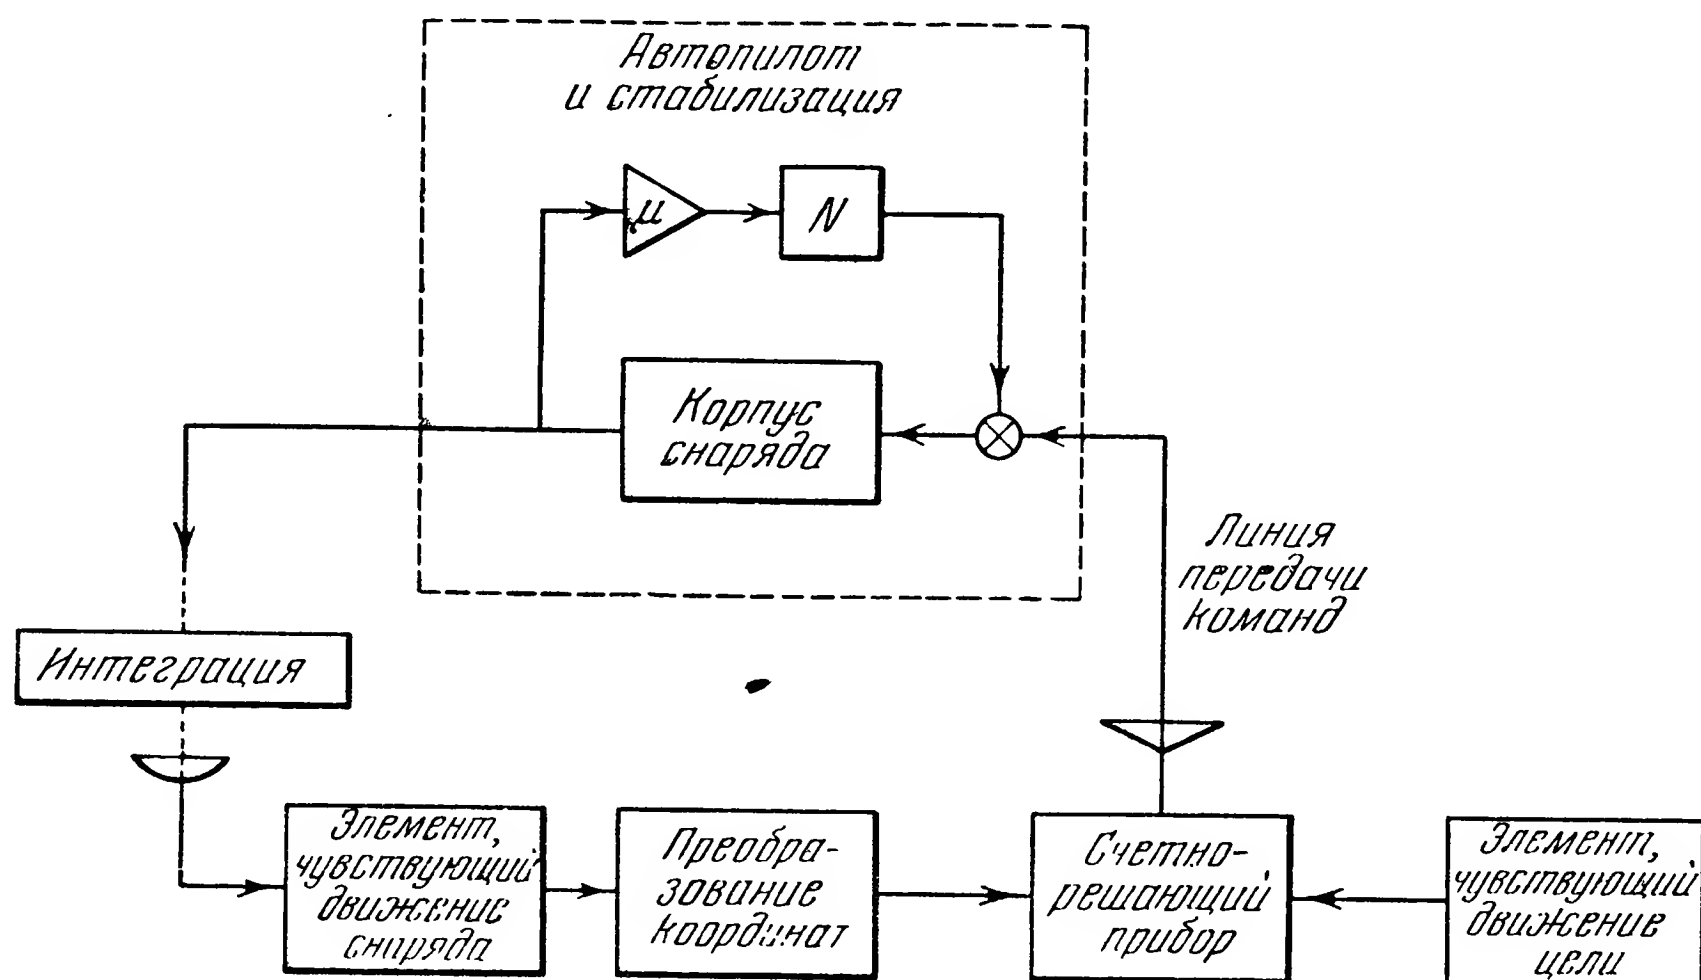 Автопилот
и стабилизация
μ
N
Корпус
снаряда
Линия
передачи
команд
Интеграция
Элемент,
чувствующий
движение
снаряда
Преобра-
зование
координат
Счетно-
решающий
прибор
Элемент,
чувствующий
движение
цели